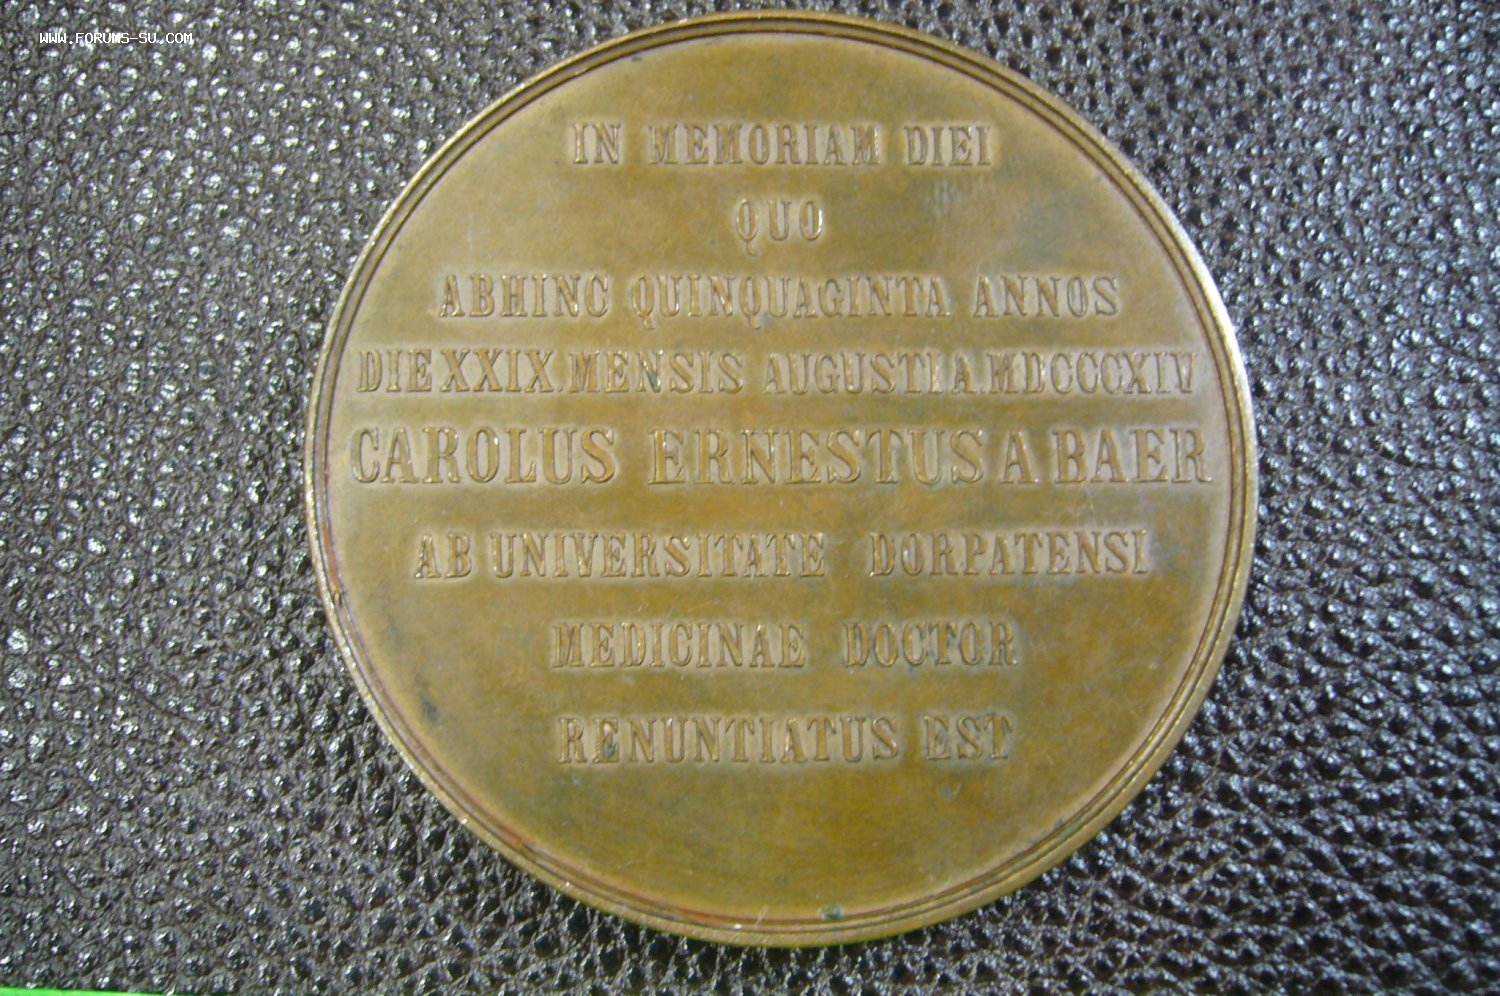 WWW.FORUMS-SU.COM
IN MEMORIAM DIEI
QUO
ABHINC QUINQUAGINTA ANNOS
DIE XXIX. MENSIS AUGUSTI A. MDCCCXIV
CAROLUS ERNESTUS A BAER
AB UNIVERSITATE DORPATENSI
MEDICINAE DOCTOR
RENUNTIATUS EST